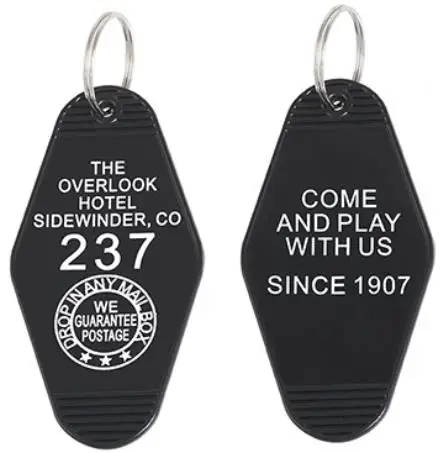 THE
OVERLOOK
HOTEL
SIDEWINDER, CO
237
DROP IN ANY MAIL BOX
WE
GUARANTEE
POSTAGE
COME
AND PLAY
WITH US
SINCE 1907